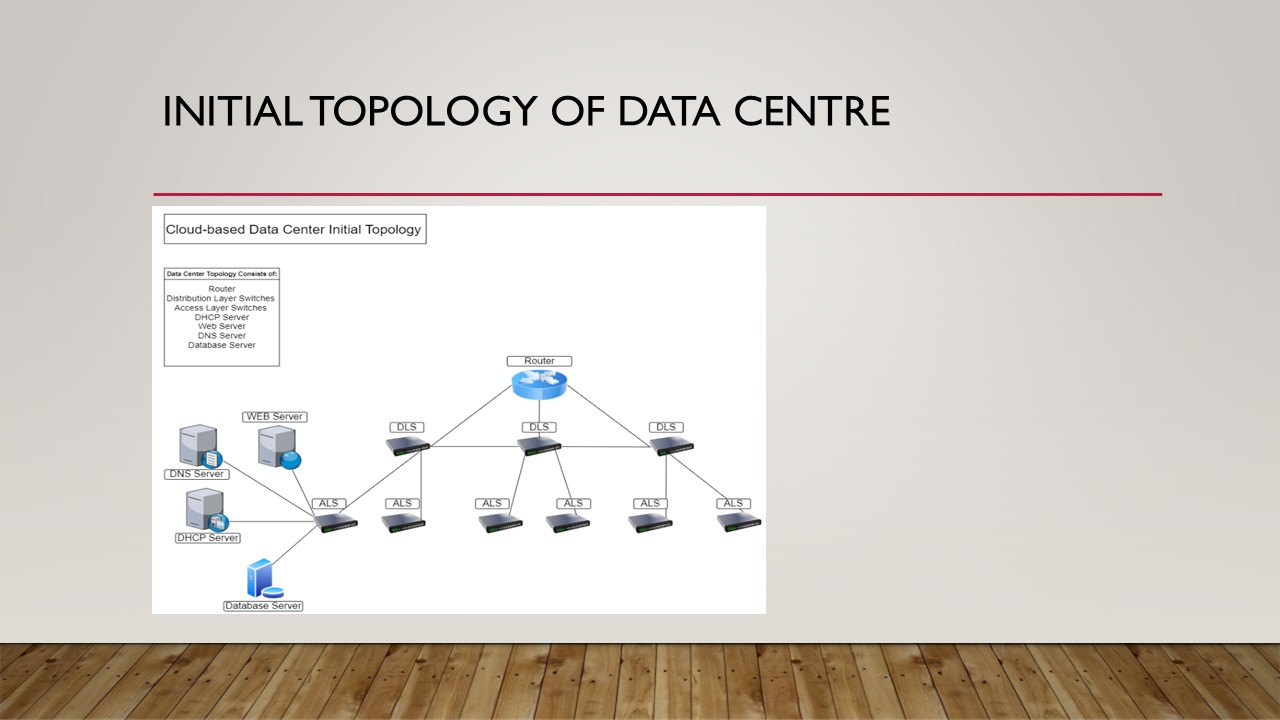 INITIAL TOPOLOGY OF DATA CENTRE
Cloud-based Data Center Initial Topology
Data Center Topology Consists of:
Router
Distribution Layer Switches
Access Layer Switches
DHCP Server
Web Server
DNS Server
Database Server
Router
WEB Server
DLS
DLS
DLS
DNS Server
ALS
ALS
ALS
ALS
ALS
ALS
DHCP Server
Database Server